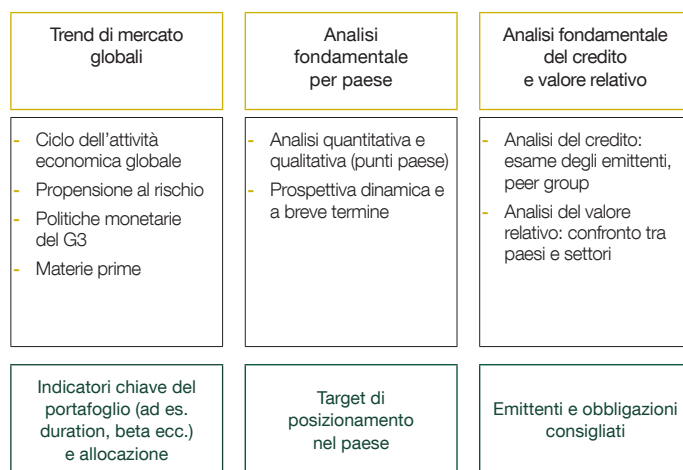 Trend di mercato
globali
Analisi
fondamentale
per paese
Analisi fondamentale
del credito
e valore relativo
- Ciclo dell'attività
economica globale
- Propensione al rischio
- Politiche monetarie
del G3
- Materie prime
- Analisi quantitativa e
qualitativa (punti paese)
- Prospettiva dinamica e
a breve termine
- Analisi del credito:
esame degli emittenti,
peer group
- Analisi del valore
relativo: confronto tra
paesi e settori
Indicatori chiave del
portafoglio (ad es.
duration, beta ecc.)
e allocazione
Target di
posizionamento
nel paese
Emittenti e obbligazioni
consigliati